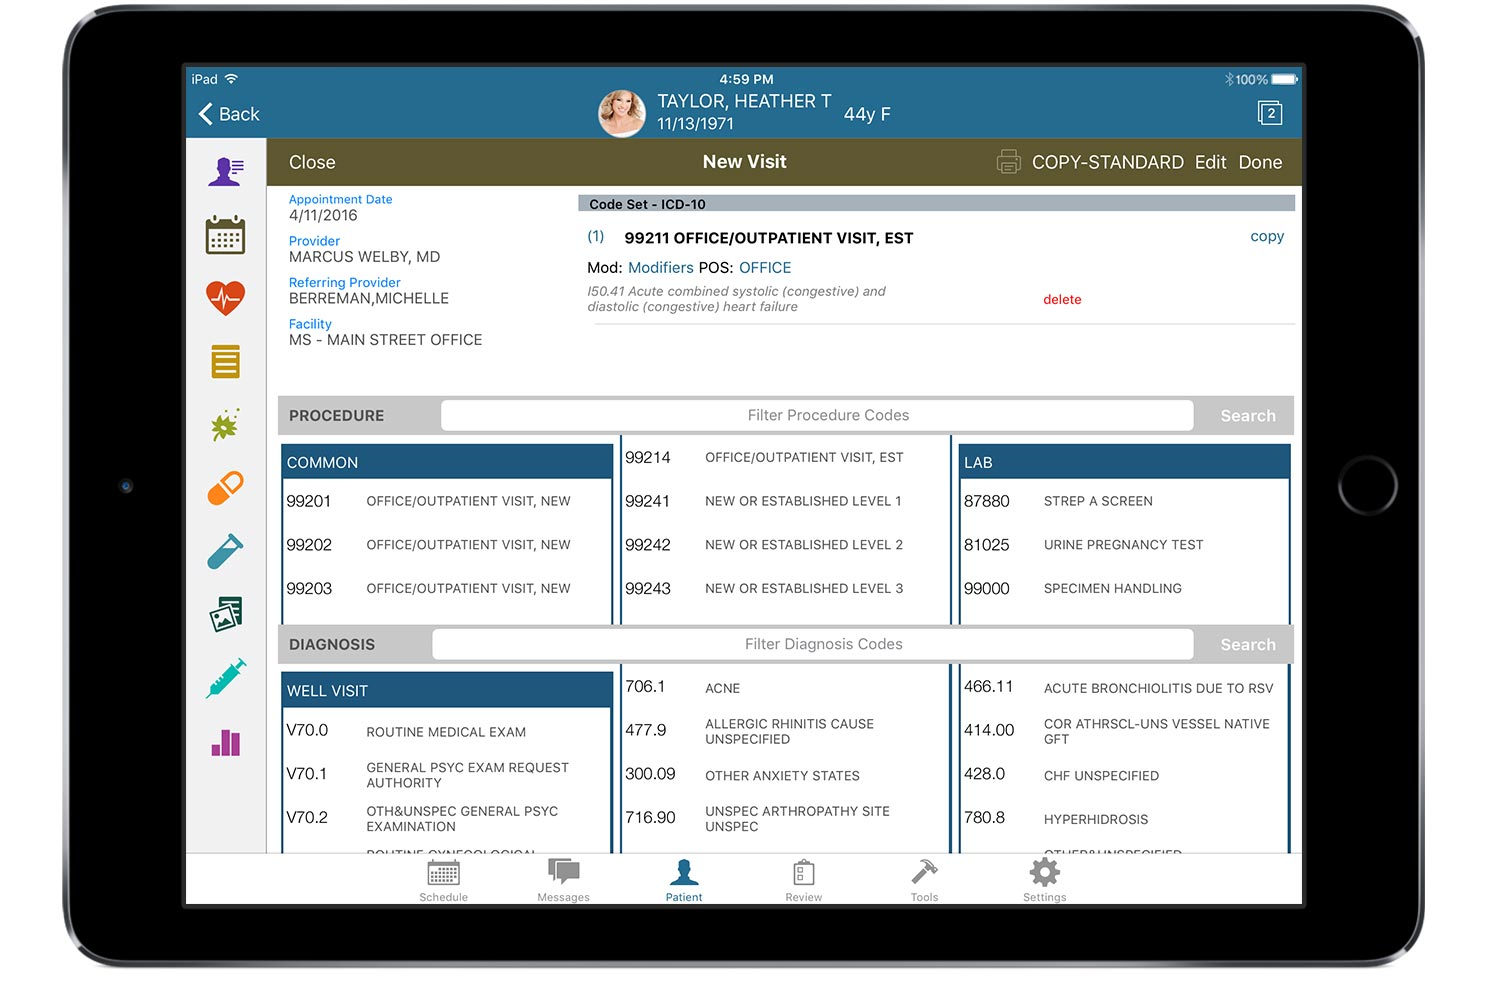 iPad
4:59 PM
100%
Back
TAYLOR, HEATHER T
11/13/1971
44y F
2
Close
New Visit
COPY-STANDARD
Edit
Done
Appointment Date
4/11/2016
Provider
MARCUS WELBY, MD
Referring Provider
BERREMAN,MICHELLE
Facility
MS - MAIN STREET OFFICE
Code Set - ICD-10
(1) 99211 OFFICE/OUTPATIENT VISIT, EST
copy
Mod: Modifiers POS: OFFICE
I50.41 Acute combined systolic (congestive) and
diastolic (congestive) heart failure
delete
PROCEDURE
Filter Procedure Codes
Search
COMMON
99201 OFFICE/OUTPATIENT VISIT, NEW
99202 OFFICE/OUTPATIENT VISIT, NEW
99203 OFFICE/OUTPATIENT VISIT, NEW
99214 OFFICE/OUTPATIENT VISIT, EST
99241 NEW OR ESTABLISHED LEVEL 1
99242 NEW OR ESTABLISHED LEVEL 2
99243 NEW OR ESTABLISHED LEVEL 3
LAB
87880 STREP A SCREEN
81025 URINE PREGNANCY TEST
99000 SPECIMEN HANDLING
DIAGNOSIS
Filter Diagnosis Codes
Search
WELL VISIT
V70.0 ROUTINE MEDICAL EXAM
V70.1 GENERAL PSYC EXAM REQUEST
AUTHORITY
V70.2 OTH&UNSPEC GENERAL PSYC
EXAMINATION
ROUTINE GYNECOLOGICAL
706.1 ACNE
477.9 ALLERGIC RHINITIS CAUSE
UNSPECIFIED
300.09 OTHER ANXIETY STATES
716.90 UNSPEC ARTHROPATHY SITE
UNSPEC
466.11 ACUTE BRONCHIOLITIS DUE TO RSV
414.00 COR ATHRSCL-UNS VESSEL NATIVE
GFT
428.0 CHF UNSPECIFIED
780.8 HYPERHIDROSIS
OTHER&UNSPECIFIED
Schedule
Messages
Patient
Review
Tools
Settings